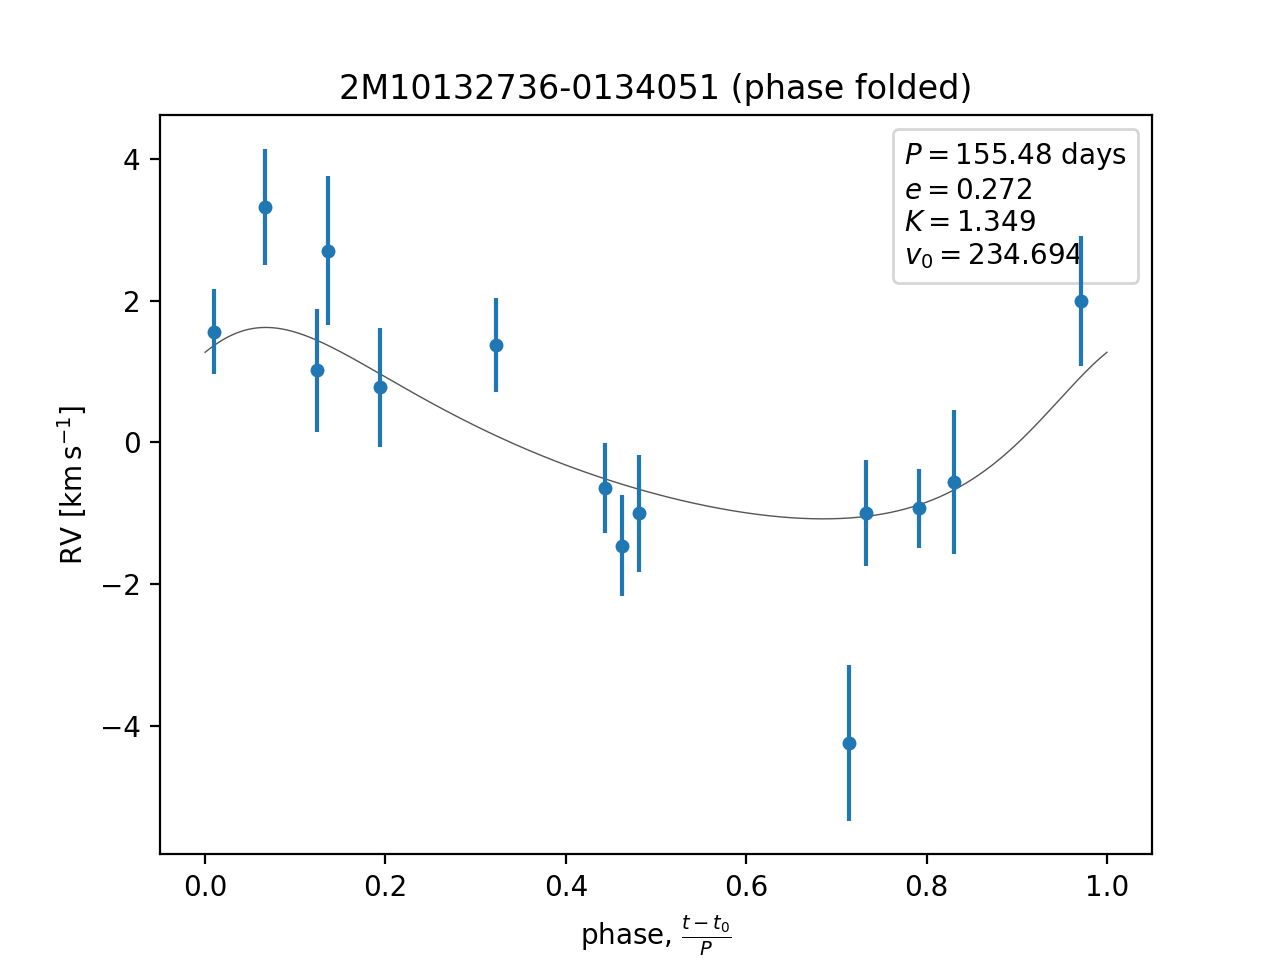 2M10132736-0134051 (phase folded)
P = 155.48 days
e = 0.272
K = 1.349
v₀ = 234.694
4
2
0
−2
−4
RV [km s⁻¹]
0.0 0.2 0.4 0.6 0.8 1.0
phase, (t − t₀)/P